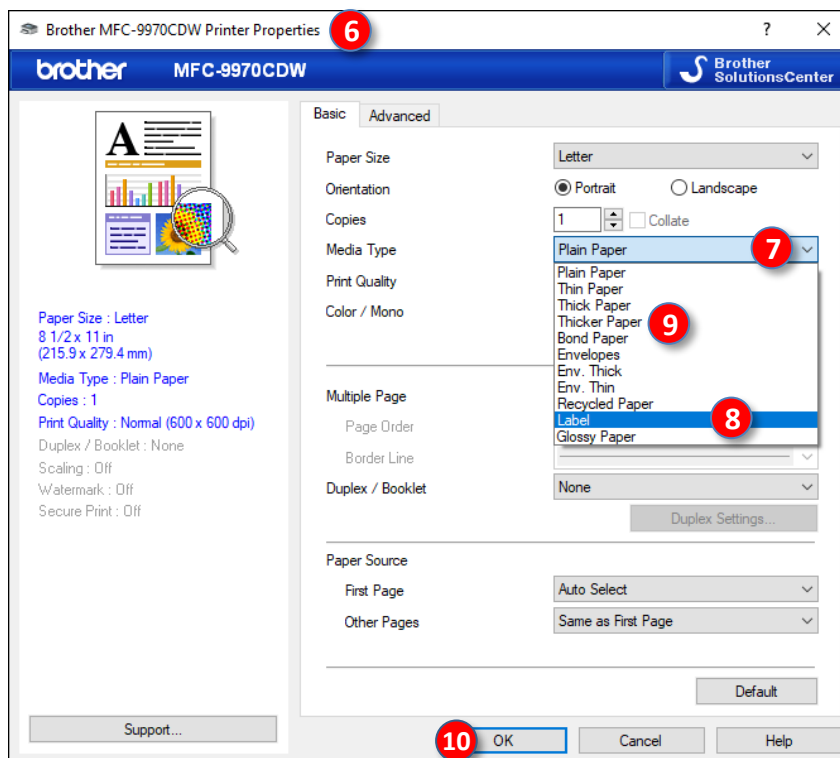 Brother MFC-9970CDW Printer Properties 6 ?
brother MFC-9970CDW Brother
SolutionsCenter
Basic Advanced
A
Paper Size Letter
Orientation Portrait Landscape
Copies 1 Collate
Media Type Plain Paper 7
Print Quality
Color / Mono
Plain Paper
Thin Paper
Thick Paper
Thicker Paper 9
Bond Paper
Envelopes
Env. Thick
Env. Thin
Recycled Paper
Label 8
Glossy Paper
Multiple Page
Page Order
Border Line
Duplex / Booklet None
Duplex Settings...
Paper Source
First Page Auto Select
Other Pages Same as First Page
Default
Paper Size : Letter
8 1/2 x 11 in
(215.9 x 279.4 mm)
Media Type : Plain Paper
Copies : 1
Print Quality : Normal (600 x 600 dpi)
Duplex / Booklet : None
Scaling : Off
Watermark : Off
Secure Print : Off
Support...
10 OK Cancel Help